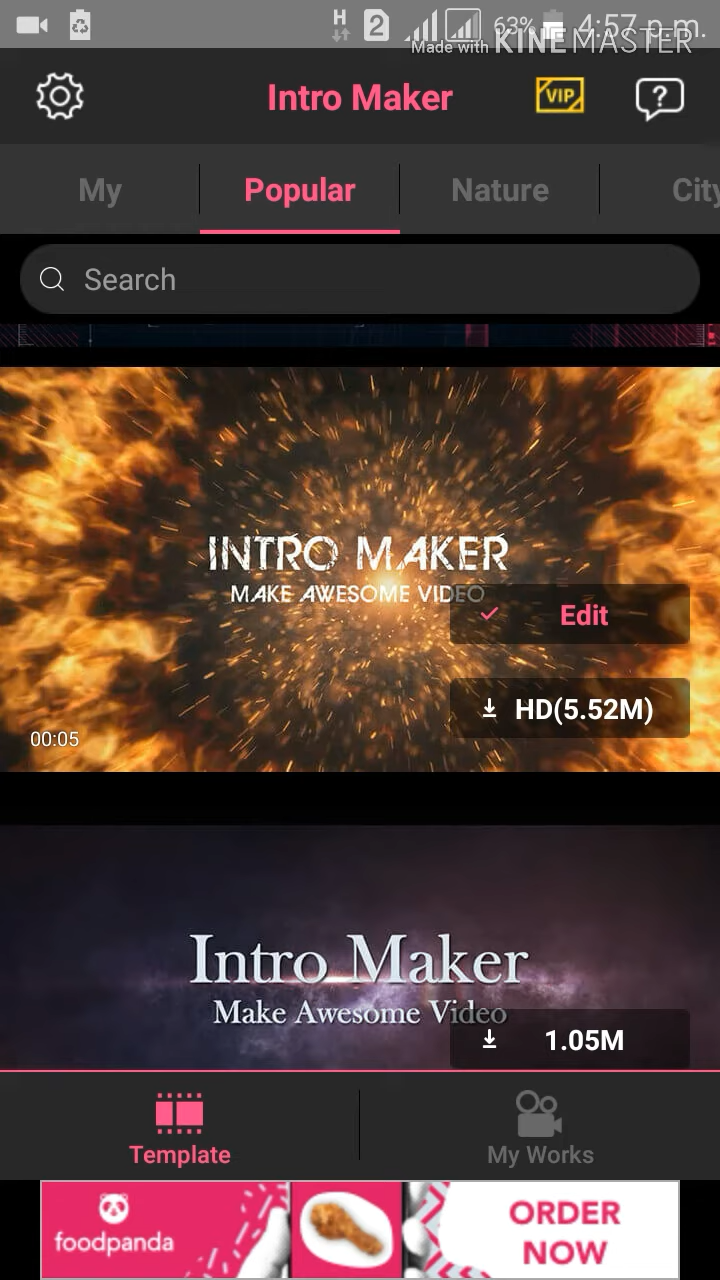 H 2 63% 4:57 p.m.
Made with KINEMASTER
Intro Maker
VIP
?
My
Popular
Nature
City
Search
INTRO MAKER
MAKE AWESOME VIDEO
Edit
HD(5.52M)
00:05
Intro Maker
Make Awesome Video
1.05M
Template
My Works
foodpanda
ORDER
NOW